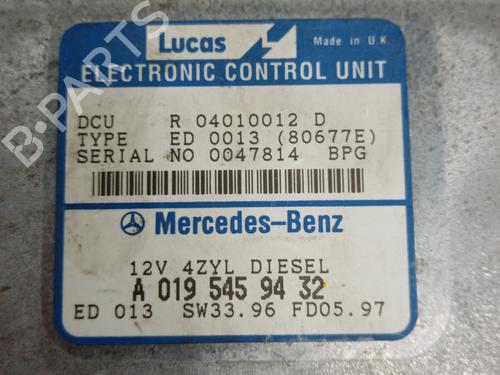 Lucas
Made in U.K.
ELECTRONIC CONTROL UNIT
DCU R 04010012 D
TYPE ED 0013 (80677E)
SERIAL NO 0047814 BPG
Mercedes-Benz
12V 4ZYL DIESEL
A 019 545 94 32
ED 013 SW33.96 FD05.97
B-PARTS